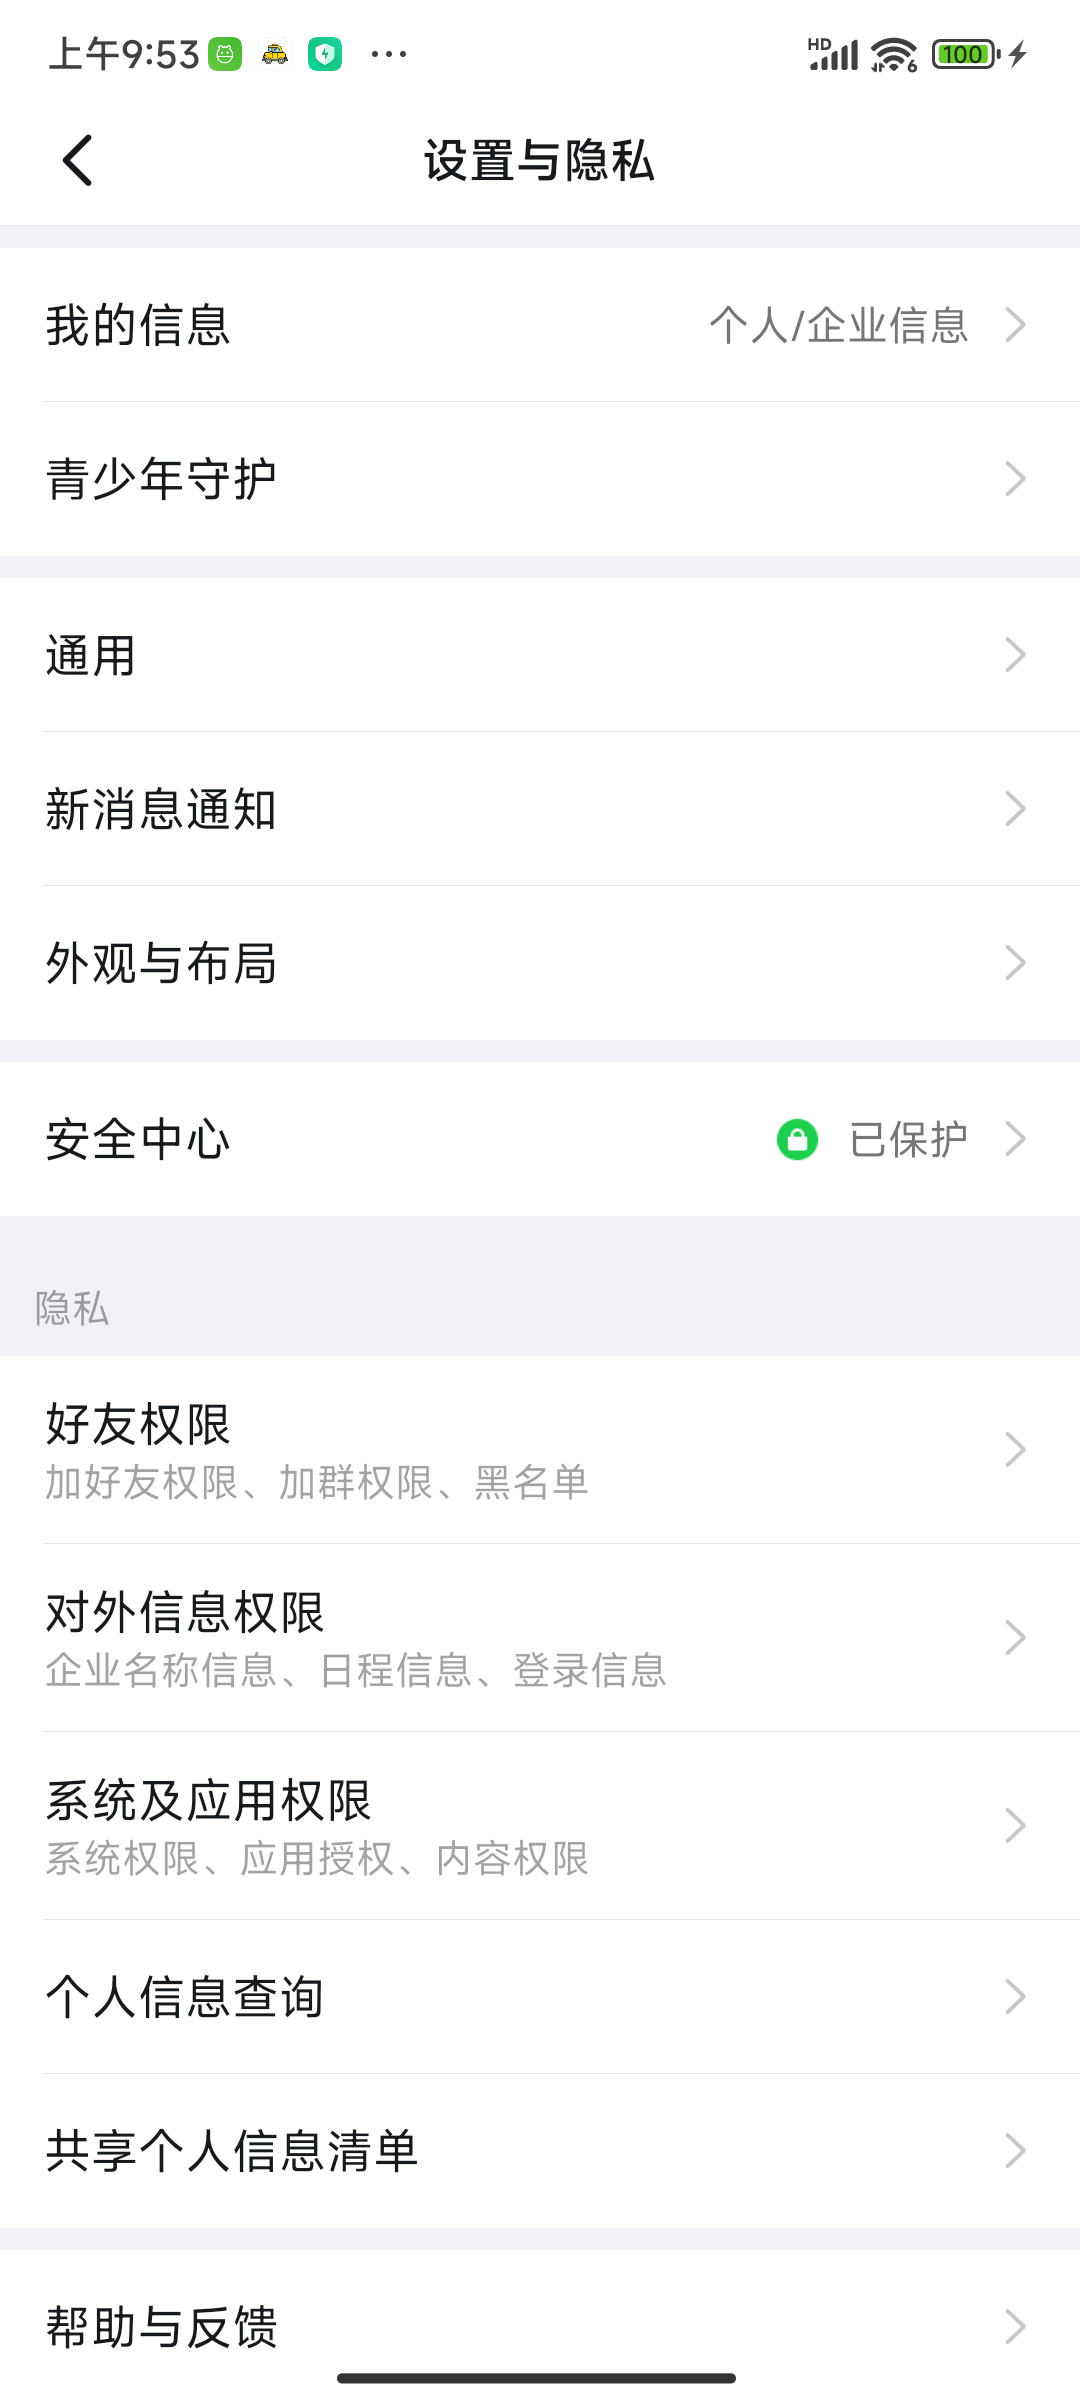 上午9:53
HD
6
100
设置与隐私
我的信息
个人/企业信息
青少年守护
通用
新消息通知
外观与布局
安全中心
已保护
隐私
好友权限
加好友权限、加群权限、黑名单
对外信息权限
企业名称信息、日程信息、登录信息
系统及应用权限
系统权限、应用授权、内容权限
个人信息查询
共享个人信息清单
帮助与反馈